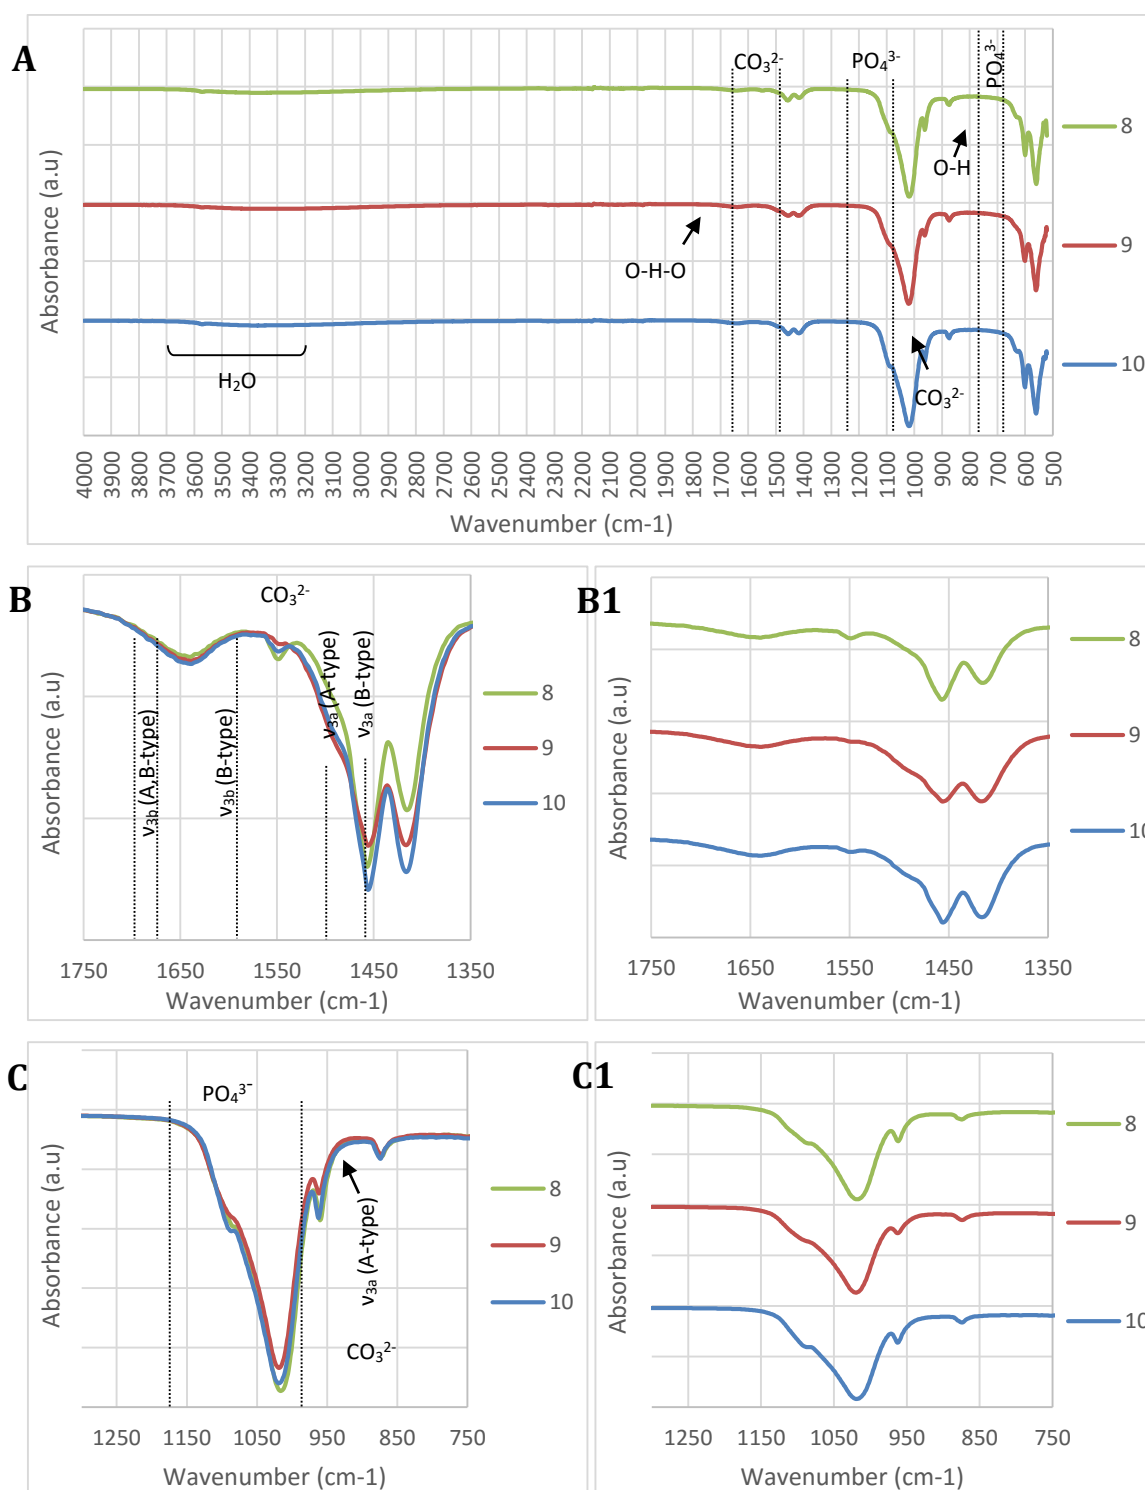 A
CO₃²⁻
PO₄³⁻
PO₄³⁻
8
O-H
9
O-H-O
10
H₂O
CO₃²⁻
Absorbance (a.u)
4000 3900 3800 3700 3600 3500 3400 3300 3200 3100 3000 2900 2800 2700 2600 2500 2400 2300 2200 2100 2000 1900 1800 1700 1600 1500 1400 1300 1200 1100 1000 900 800 700 600 500
Wavenumber (cm-1)
B
CO₃²⁻
ν₃b (A,B-type)
ν₃b (B-type)
ν₃a (A-type)
ν₃a (B-type)
8
9
10
Absorbance (a.u)
1750 1650 1550 1450 1350
Wavenumber (cm-1)
B1
8
9
10
Absorbance (a.u)
1750 1650 1550 1450 1350
Wavenumber (cm-1)
C
PO₄³⁻
8
9
10
ν₃a (A-type)
CO₃²⁻
Absorbance (a.u)
1250 1150 1050 950 850 750
Wavenumber (cm-1)
C1
8
9
10
Absorbance (a.u)
1250 1150 1050 950 850 750
Wavenumber (cm-1)